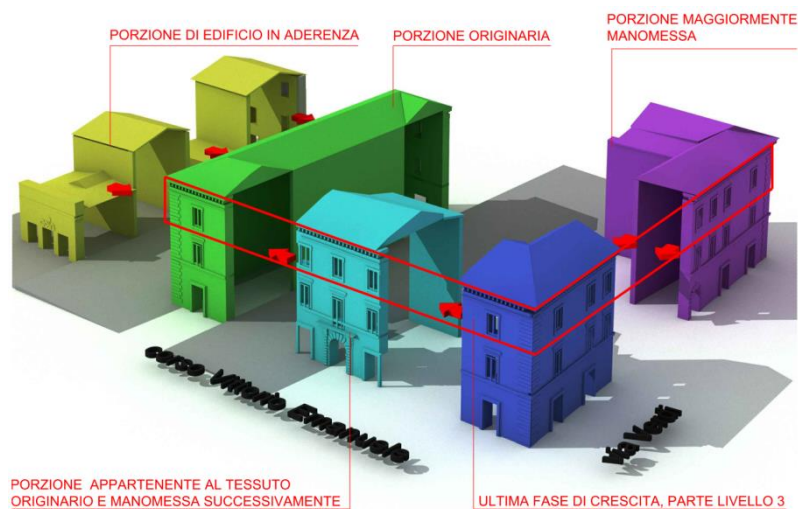 PORZIONE DI EDIFICIO IN ADERENZA
PORZIONE ORIGINARIA
PORZIONE MAGGIORMENTE
MANOMESSA
Corso Vittorio Emanuele
PORZIONE APPARTENENTE AL TESSUTO
ORIGINARIO E MANOMESSA SUCCESSIVAMENTE
ULTIMA FASE DI CRESCITA, PARTE LIVELLO 3